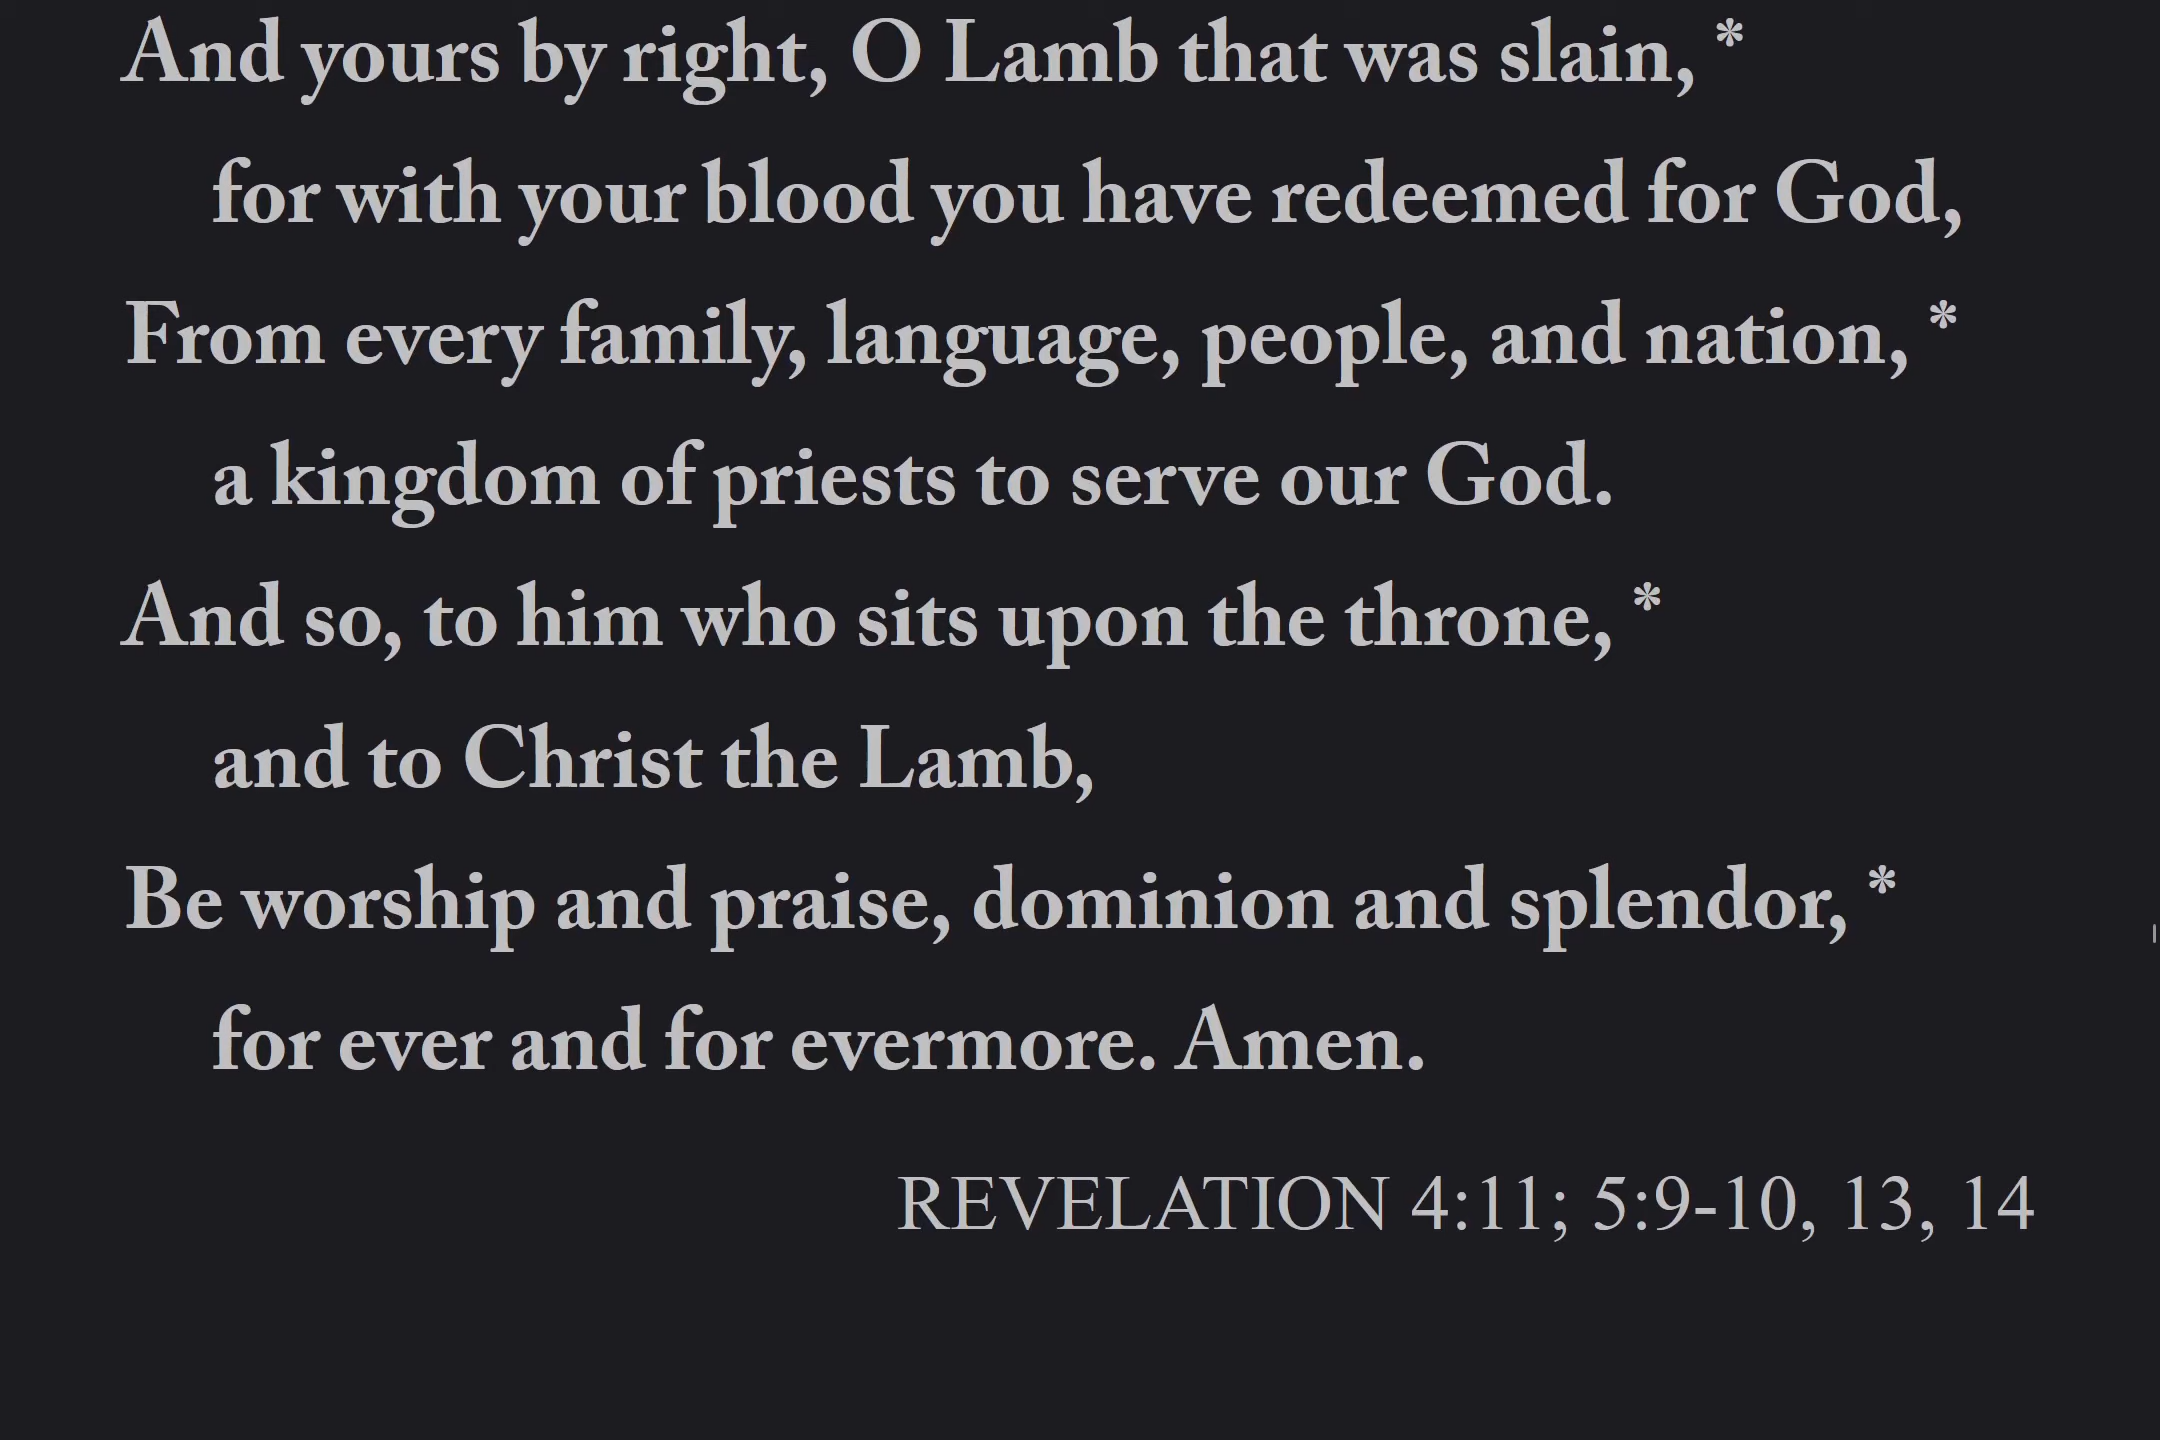 And yours by right, O Lamb that was slain, *
for with your blood you have redeemed for God,
From every family, language, people, and nation, *
a kingdom of priests to serve our God.
And so, to him who sits upon the throne, *
and to Christ the Lamb,
Be worship and praise, dominion and splendor, *
for ever and for evermore. Amen.
REVELATION 4:11; 5:9-10, 13, 14